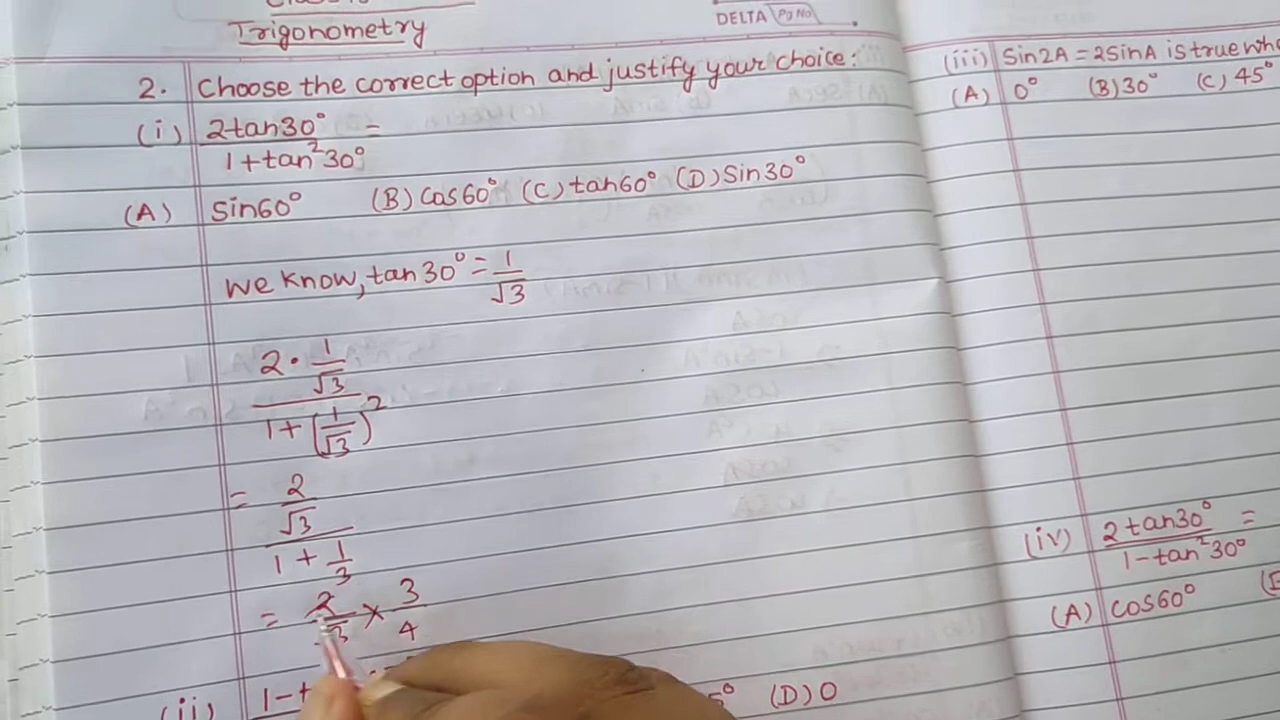 Trigonometry
DELTA Pg No
2. Choose the correct option and justify your choice:
(i) 2tan30° / 1+tan²30° =
(A) sin60° (B) Cos60° (C) tan60° (D) Sin30°
We know, tan30° = 1/√3
2·1/√3 / 1+(1/√3)²
= 2/√3 / 1+1/3
= 2/√3 × 3/4
(ii) 1-t
(D) 0
(iii) Sin2A = 2SinA is true
(A) 0° (B) 30° (C) 45°
(iv) 2tan30° / 1-tan²30° =
(A) cos60°